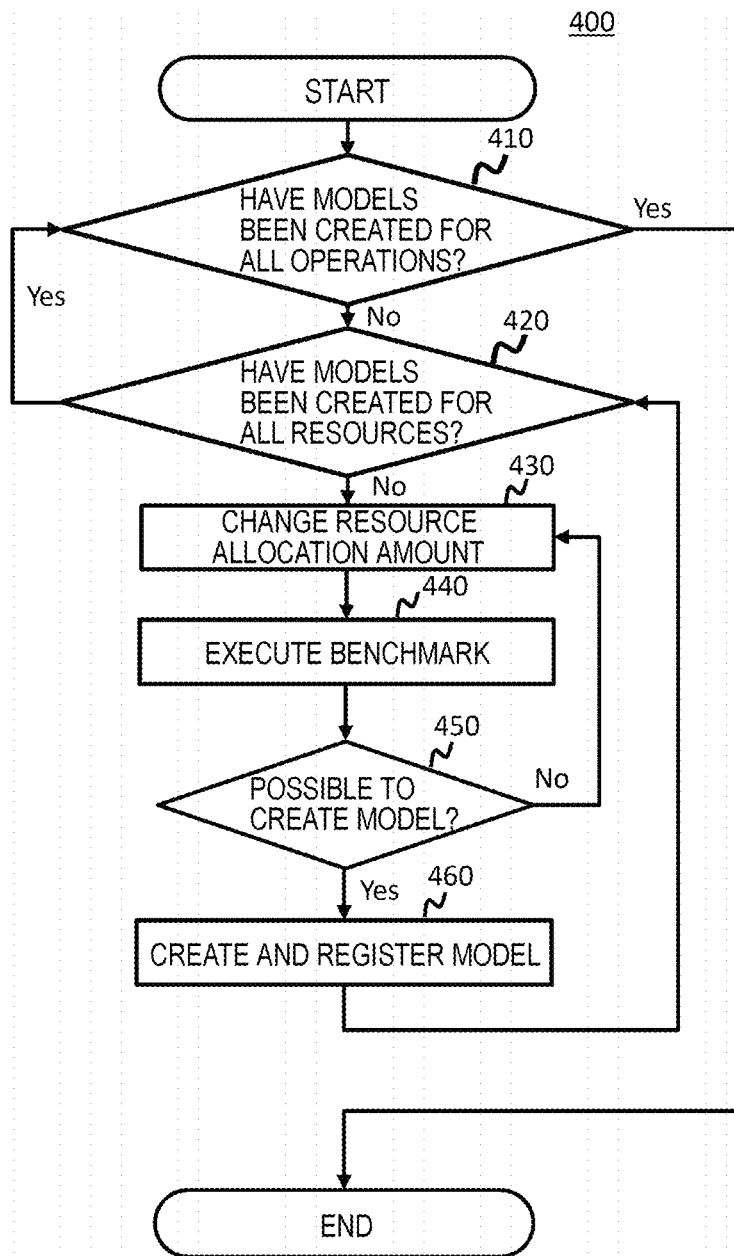 400
START
410
HAVE MODELS
BEEN CREATED FOR
ALL OPERATIONS?
Yes
Yes
No
420
HAVE MODELS
BEEN CREATED FOR
ALL RESOURCES?
No
430
CHANGE RESOURCE
ALLOCATION AMOUNT
440
EXECUTE BENCHMARK
450
POSSIBLE TO
CREATE MODEL?
No
Yes
460
CREATE AND REGISTER MODEL
END